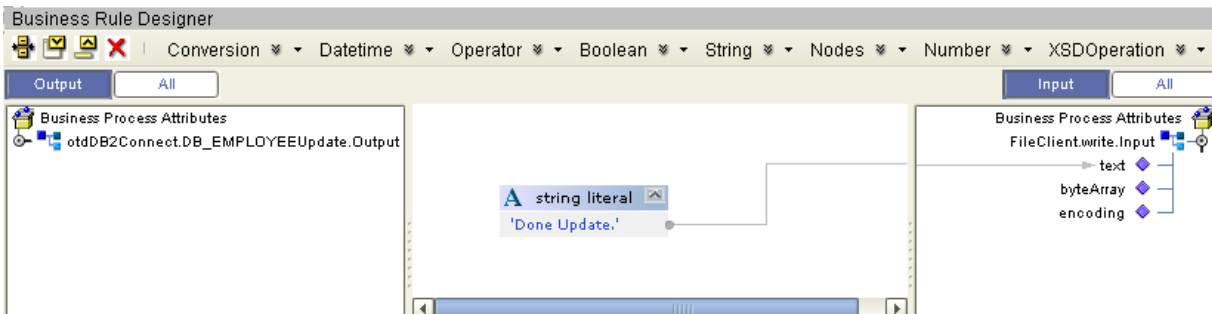 Business Rule Designer
Conversion Datetime Operator Boolean String Nodes Number XSDOperation
Output All Input All
Business Process Attributes
otdDB2Connect.DB_EMPLOYEEUpdate.Output
A string literal
'Done Update.'
Business Process Attributes
FileClient.write.Input
text
byteArray
encoding